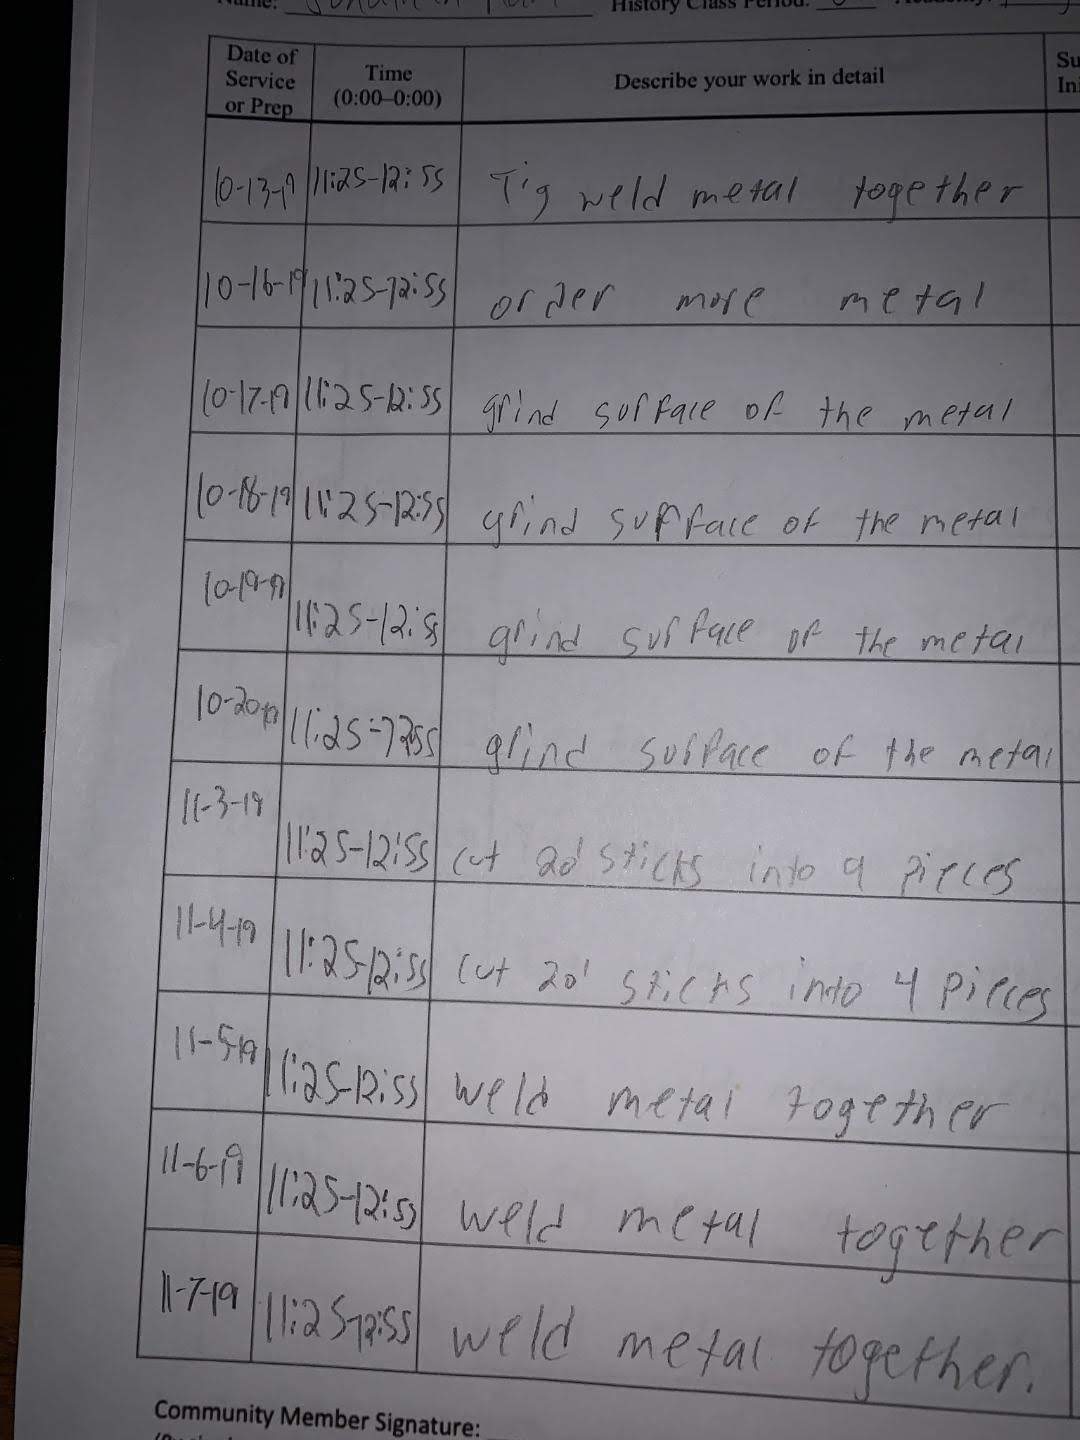 Name:
History Class Period:
Date of Service or Prep Time (0:00–0:00) Describe your work in detail Su
In
10-13-19 11:25-12:55 Tig weld metal together
10-16-19 11:25-12:55 order more metal
10-17-19 11:25-12:55 grind surface of the metal
10-18-19 11:25-12:55 grind surface of the metal
10-19-19 11:25-12:55 grind surface of the metal
10-20-19 11:25-12:55 grind surface of the metal
11-3-19 11:25-12:55 cut 20' sticks into 9 pieces
11-4-19 11:25-12:55 cut 20' sticks into 4 pieces
11-5-19 11:25-12:55 weld metal together
11-6-19 11:25-12:55 weld metal together
11-7-19 11:25-12:55 weld metal together.
Community Member Signature: